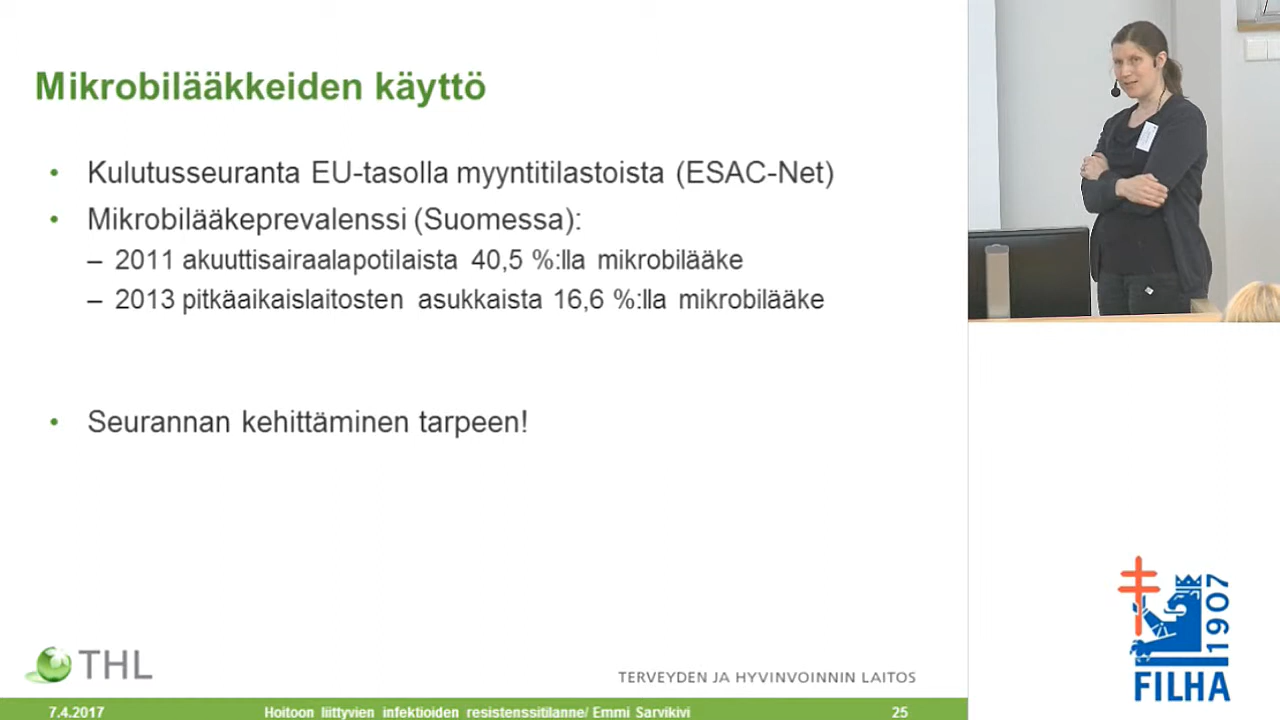 Mikrobilääkkeiden käyttö
• Kulutusseuranta EU-tasolla myyntitilastoista (ESAC-Net)
• Mikrobilääkeprevalenssi (Suomessa):
– 2011 akuuttisairaalapotilaista 40,5 %:lla mikrobilääke
– 2013 pitkäaikaislaitosten asukkaista 16,6 %:lla mikrobilääke
• Seurannan kehittäminen tarpeen!
THL
TERVEYDEN JA HYVINVOINNIN LAITOS
7.4.2017 Hoitoon liittyvien infektioiden resistenssitilanne/ Emmi Sarvikivi 25
1907
FILHA